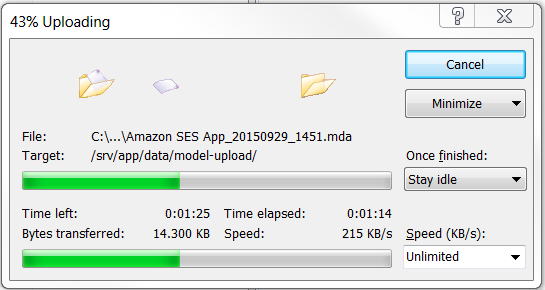 43% Uploading
Cancel
Minimize
File: C:\...\Amazon SES App_20150929_1451.mda
Target: /srv/app/data/model-upload/
Once finished:
Stay idle
Time left: 0:01:25 Time elapsed: 0:01:14
Bytes transferred: 14.300 KB Speed: 215 KB/s
Speed (KB/s):
Unlimited